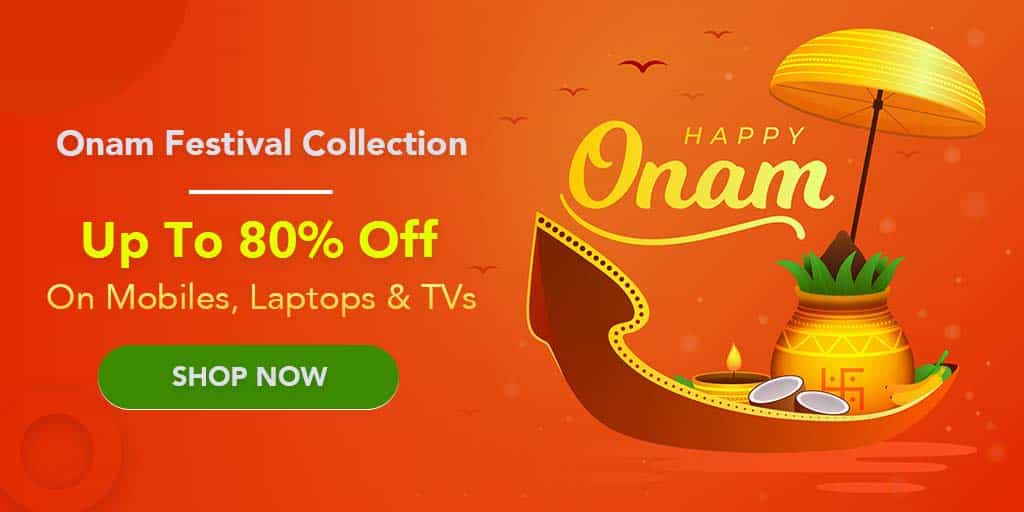 Onam Festival Collection
Up To 80% Off
On Mobiles, Laptops & TVs
SHOP NOW
HAPPY
Onam